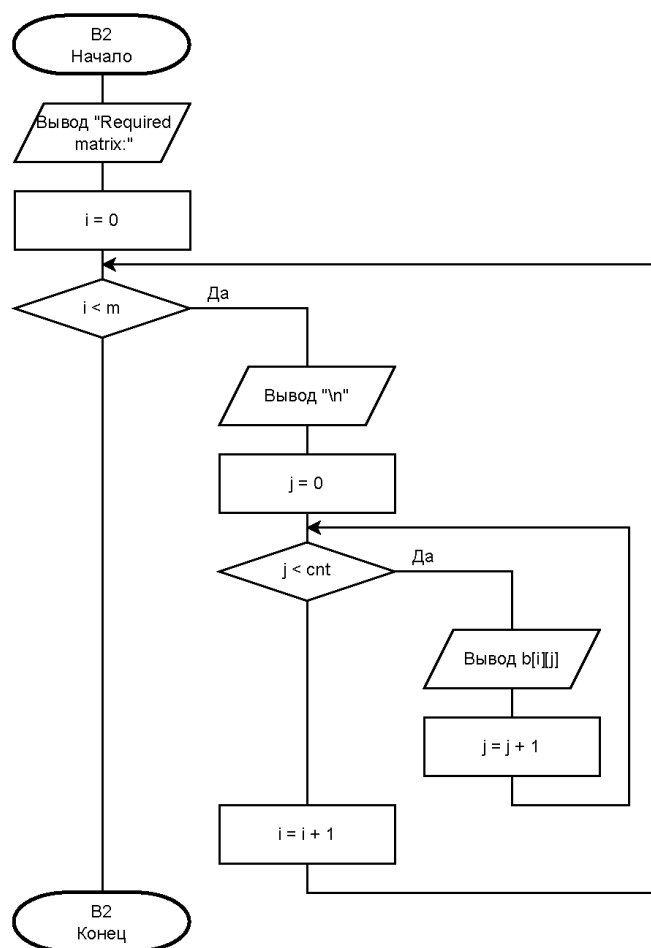 B2
Начало
Вывод "Required
matrix:"
i = 0
i < m
Да
Вывод "\n"
j = 0
j < cnt
Да
Вывод b[i][j]
j = j + 1
i = i + 1
B2
Конец